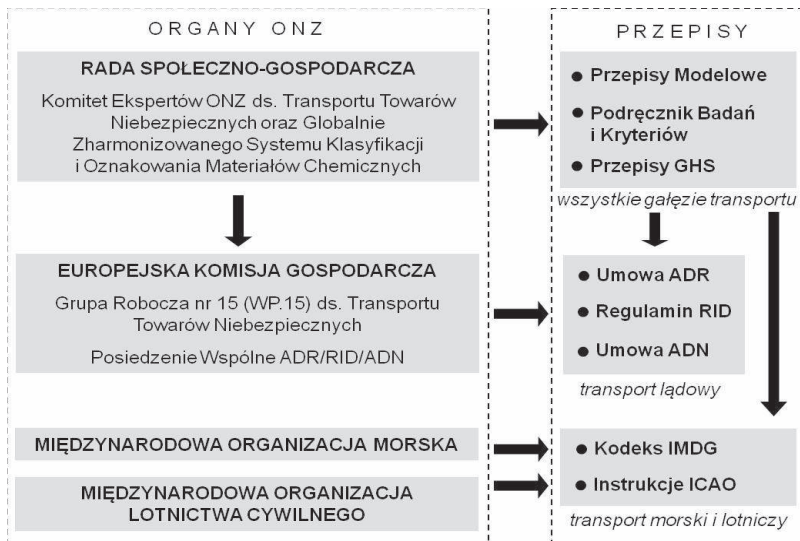 ORGANY ONZ
RADA SPOŁECZNO-GOSPODARCZA
Komitet Ekspertów ONZ ds. Transportu Towarów
Niebezpiecznych oraz Globalnie
Zharmonizowanego Systemu Klasyfikacji
i Oznakowania Materiałów Chemicznych
EUROPEJSKA KOMISJA GOSPODARCZA
Grupa Robocza nr 15 (WP.15) ds. Transportu
Towarów Niebezpiecznych
Posiedzenie Wspólne ADR/RID/ADN
MIĘDZYNARODOWA ORGANIZACJA MORSKA
MIĘDZYNARODOWA ORGANIZACJA
LOTNICTWA CYWILNEGO
PRZEPISY
● Przepisy Modelowe
● Podręcznik Badań
i Kryteriów
● Przepisy GHS
wszystkie gałęzie transportu
● Umowa ADR
● Regulamin RID
● Umowa ADN
transport lądowy
● Kodeks IMDG
● Instrukcje ICAO
transport morski i lotniczy